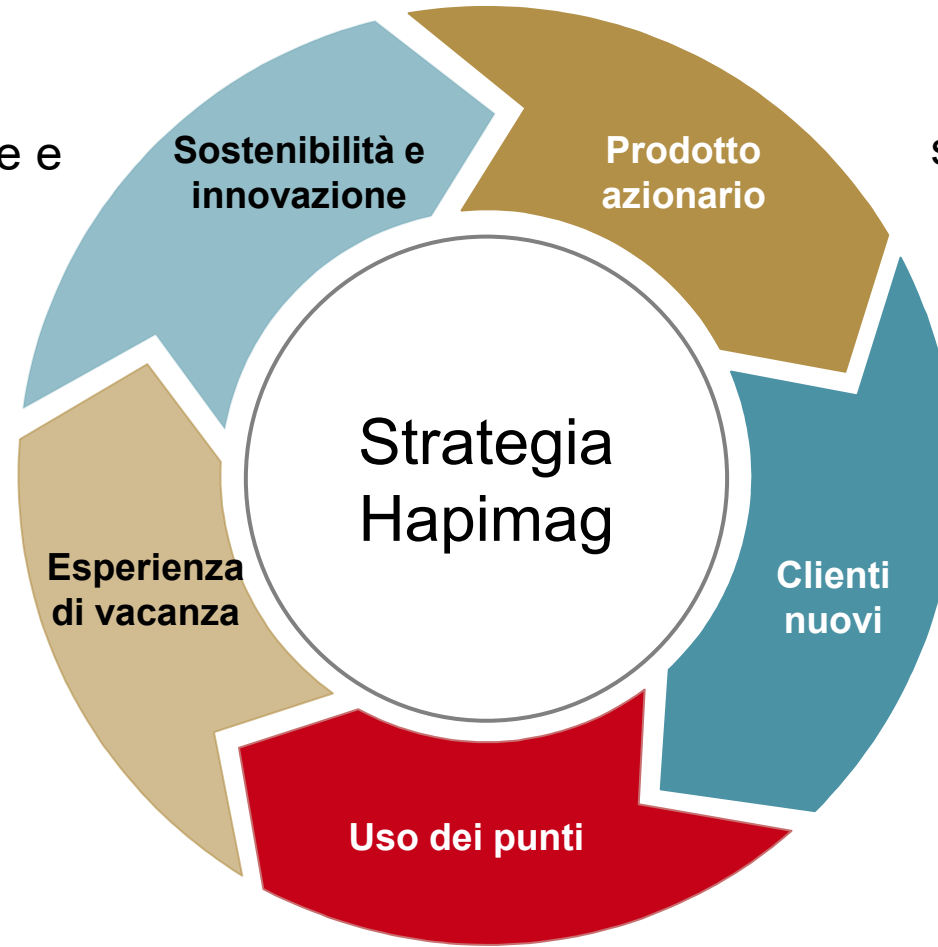 e e
Sostenibilità e
innovazione
Prodotto
azionario
s
Strategia
Hapimag
Esperienza
di vacanza
Clienti
nuovi
Uso dei punti